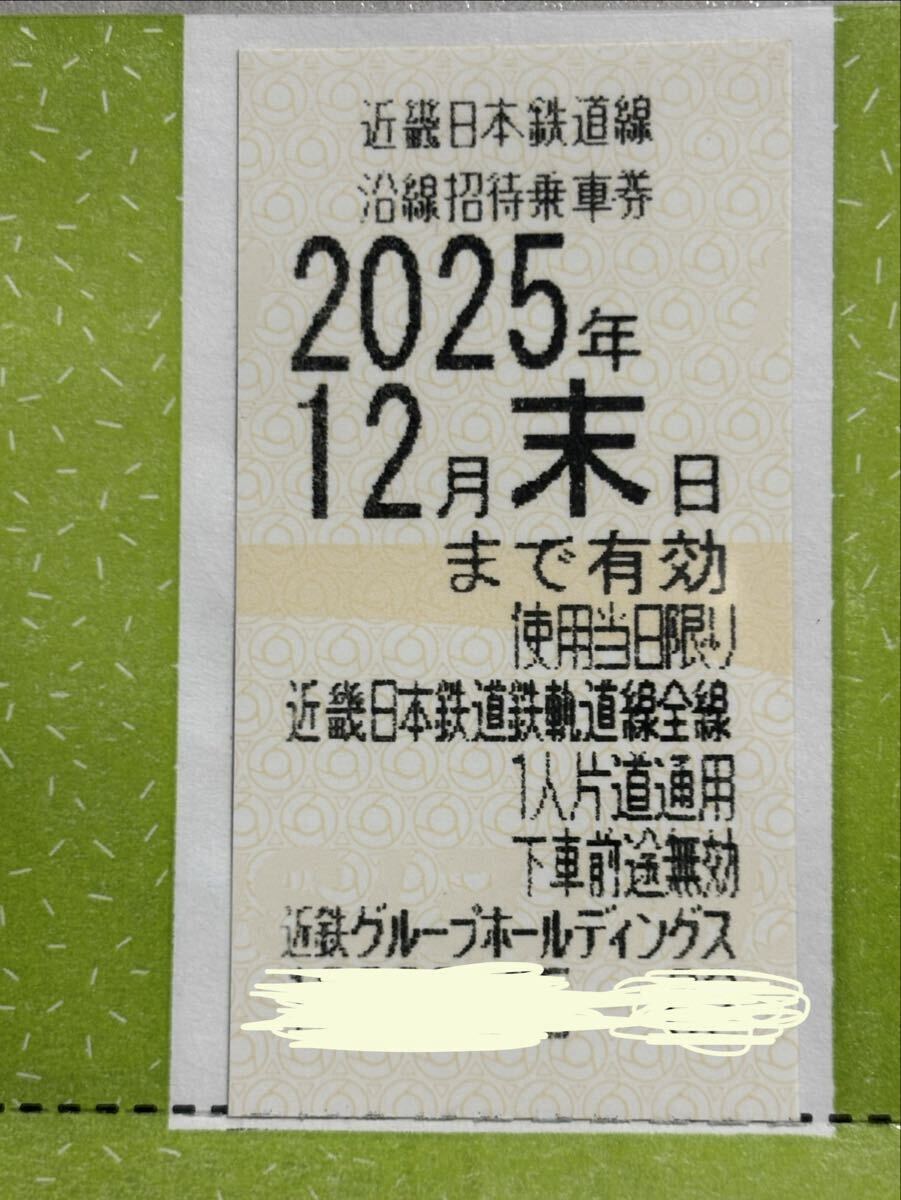 近畿日本鉄道線
沿線招待乗車券
2025年
12月末日
まで有効
使用当日限り
近畿日本鉄道鉄軌道線全線
1人片道通用
下車前途無効
近鉄グループホールディングス